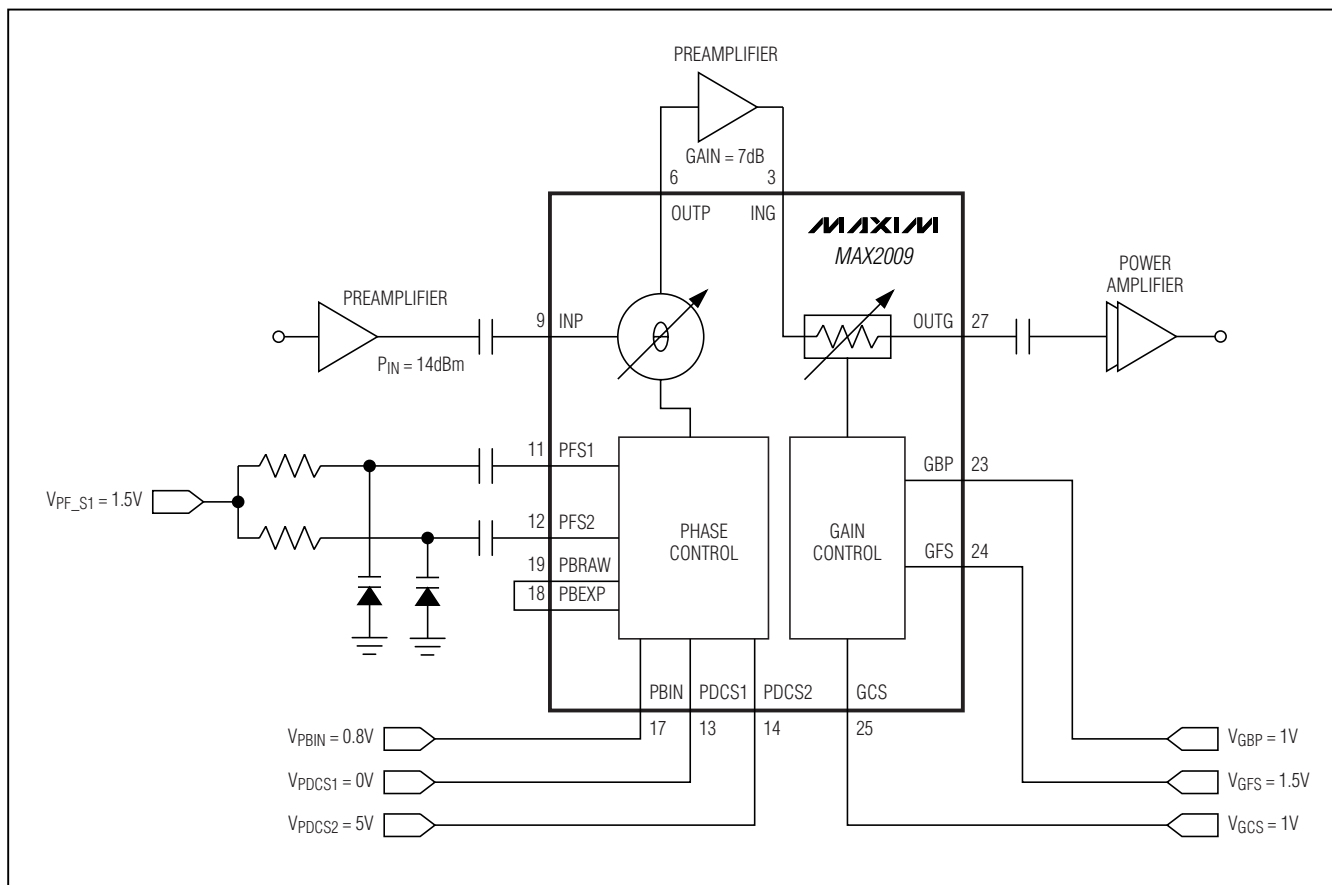 PREAMPLIFIER
GAIN = 7dB
6
3
OUTP
ING
MAXIM
MAX2009
PREAMPLIFIER
PIN = 14dBm
9
INP
θ
OUTG
27
POWER
AMPLIFIER
VPF_S1 = 1.5V
11
PFS1
12
PFS2
19
PBRAW
18
PBEXP
PHASE
CONTROL
GAIN
CONTROL
GBP
23
GFS
24
PBIN
PDCS1
PDCS2
GCS
17
13
14
25
VPBIN = 0.8V
VPDCS1 = 0V
VPDCS2 = 5V
VGBP = 1V
VGFS = 1.5V
VGCS = 1V